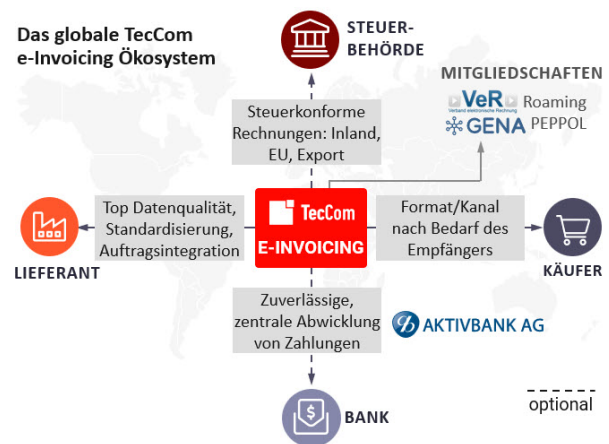 Das globale TecCom
e-Invoicing Ökosystem
STEUER-
BEHÖRDE
MITGLIEDSCHAFTEN
VeR Roaming
Verband elektronische Rechnung
GENA PEPPOL
Steuerkonforme
Rechnungen: Inland,
EU, Export
Top Datenqualität,
Standardisierung,
Auftragsintegration
TecCom
E-INVOICING
Format/Kanal
nach Bedarf des
Empfängers
LIEFERANT
KÄUFER
Zuverlässige,
zentrale Abwicklung
von Zahlungen
AKTIVBANK AG
$
BANK
optional